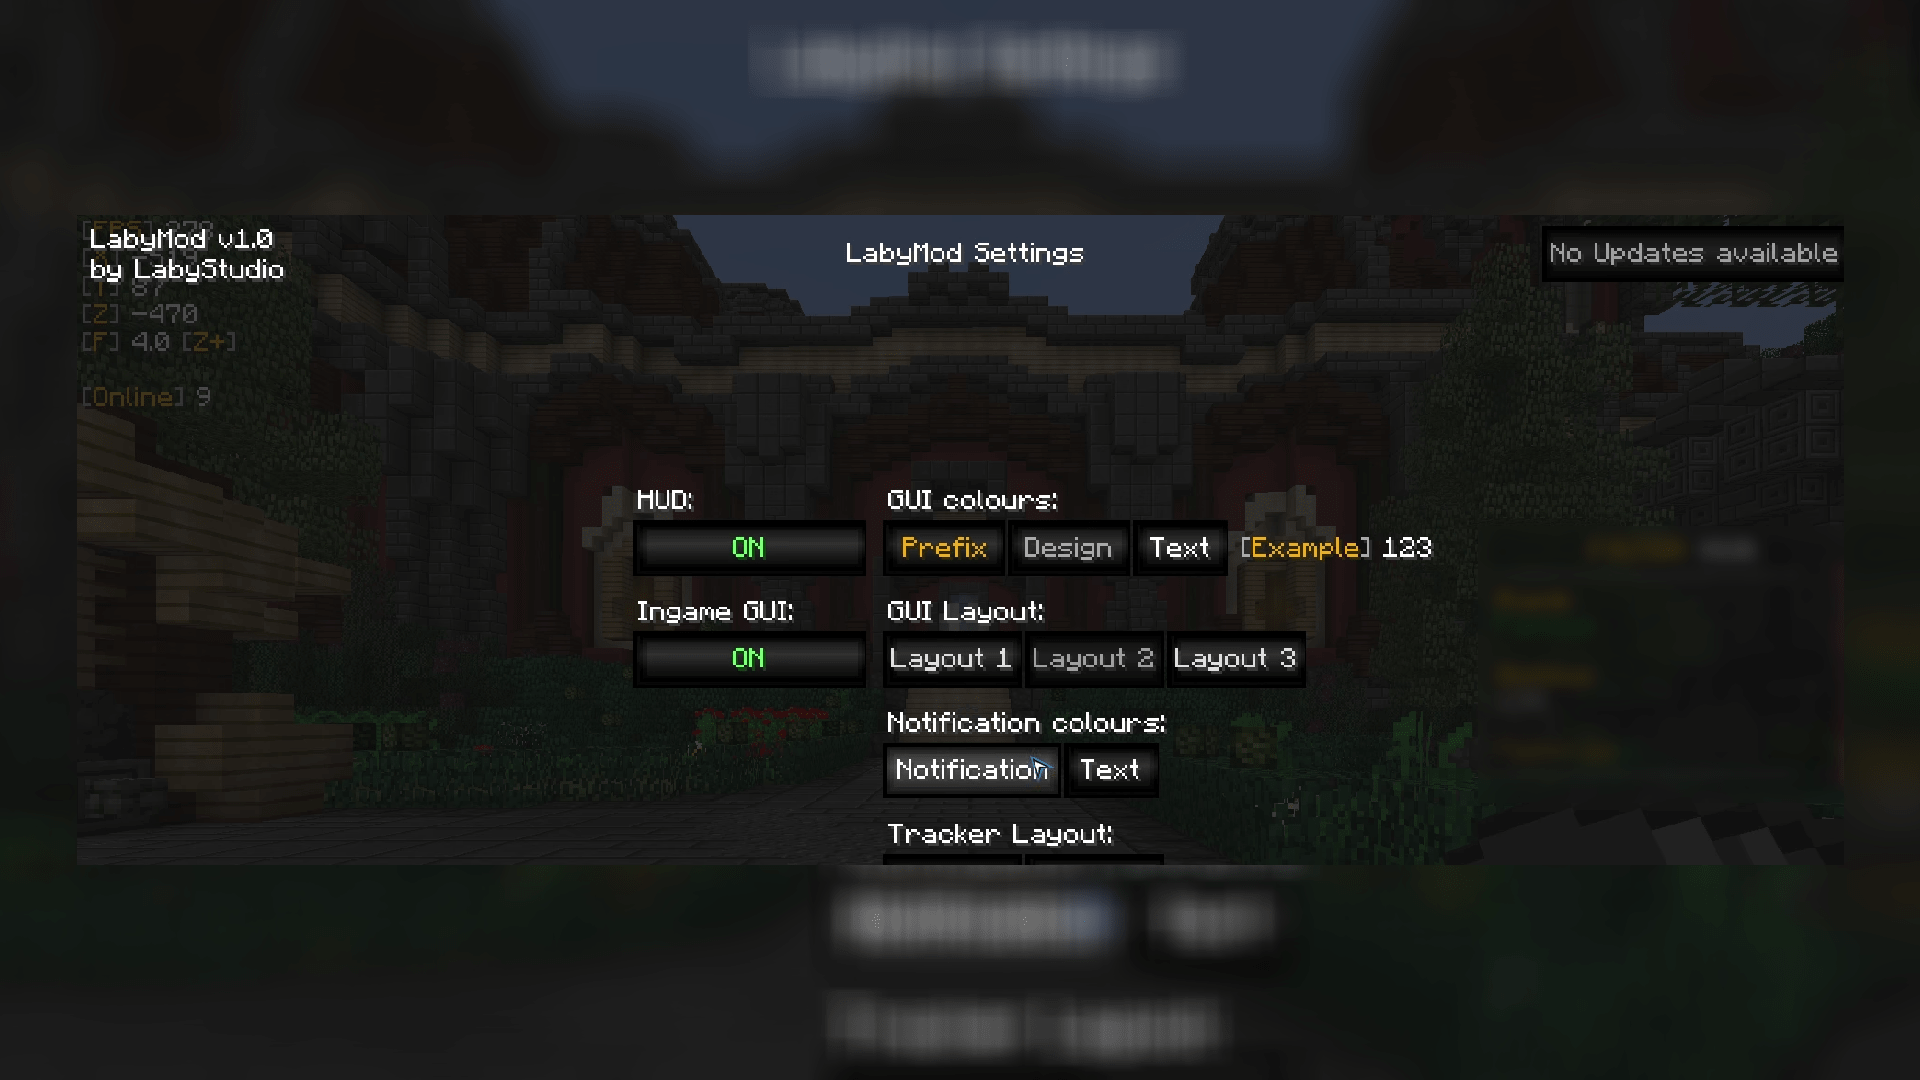 LabyMod v1.0
by LabyStudio
LabyMod Settings
No Updates available
[Z] -470
[F] 4.0 [Z+]
[Online] 9
HUD:
ON
GUI colours:
Prefix Design Text [Example] 123
Ingame GUI:
ON
GUI Layout:
Layout 1 Layout 2 Layout 3
Notification colours:
Notification Text
Tracker Layout: